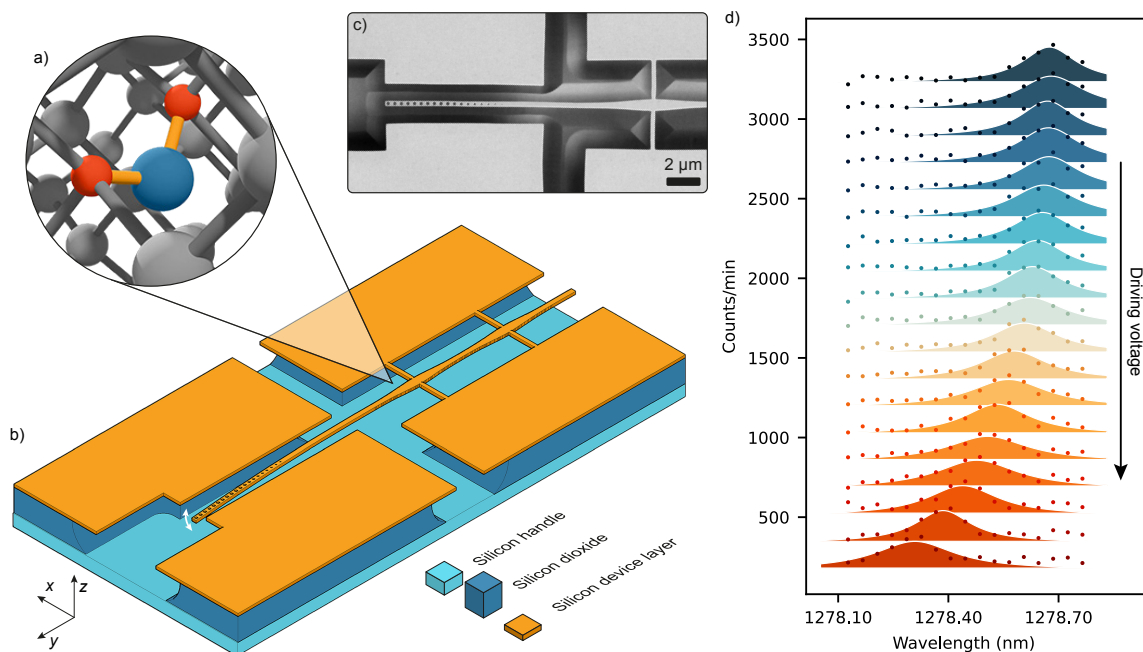 a)
c)
2 µm
b)
x
z
y
Silicon handle
Silicon dioxide
Silicon device layer
d)
3500
3000
2500
2000
1500
1000
500
Counts/min
Driving voltage
1278.10
1278.40
1278.70
Wavelength (nm)